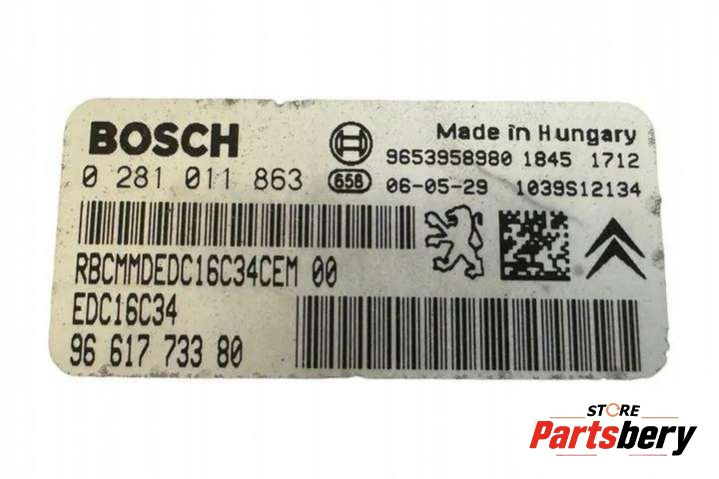 BOSCH
Made in Hungary
9653958980 1845 1712
0 281 011 863
658
06-05-29 1039S12134
RBCMMDEDC16C34CEM 00
EDC16C34
96 617 733 80
STORE
Partsbery